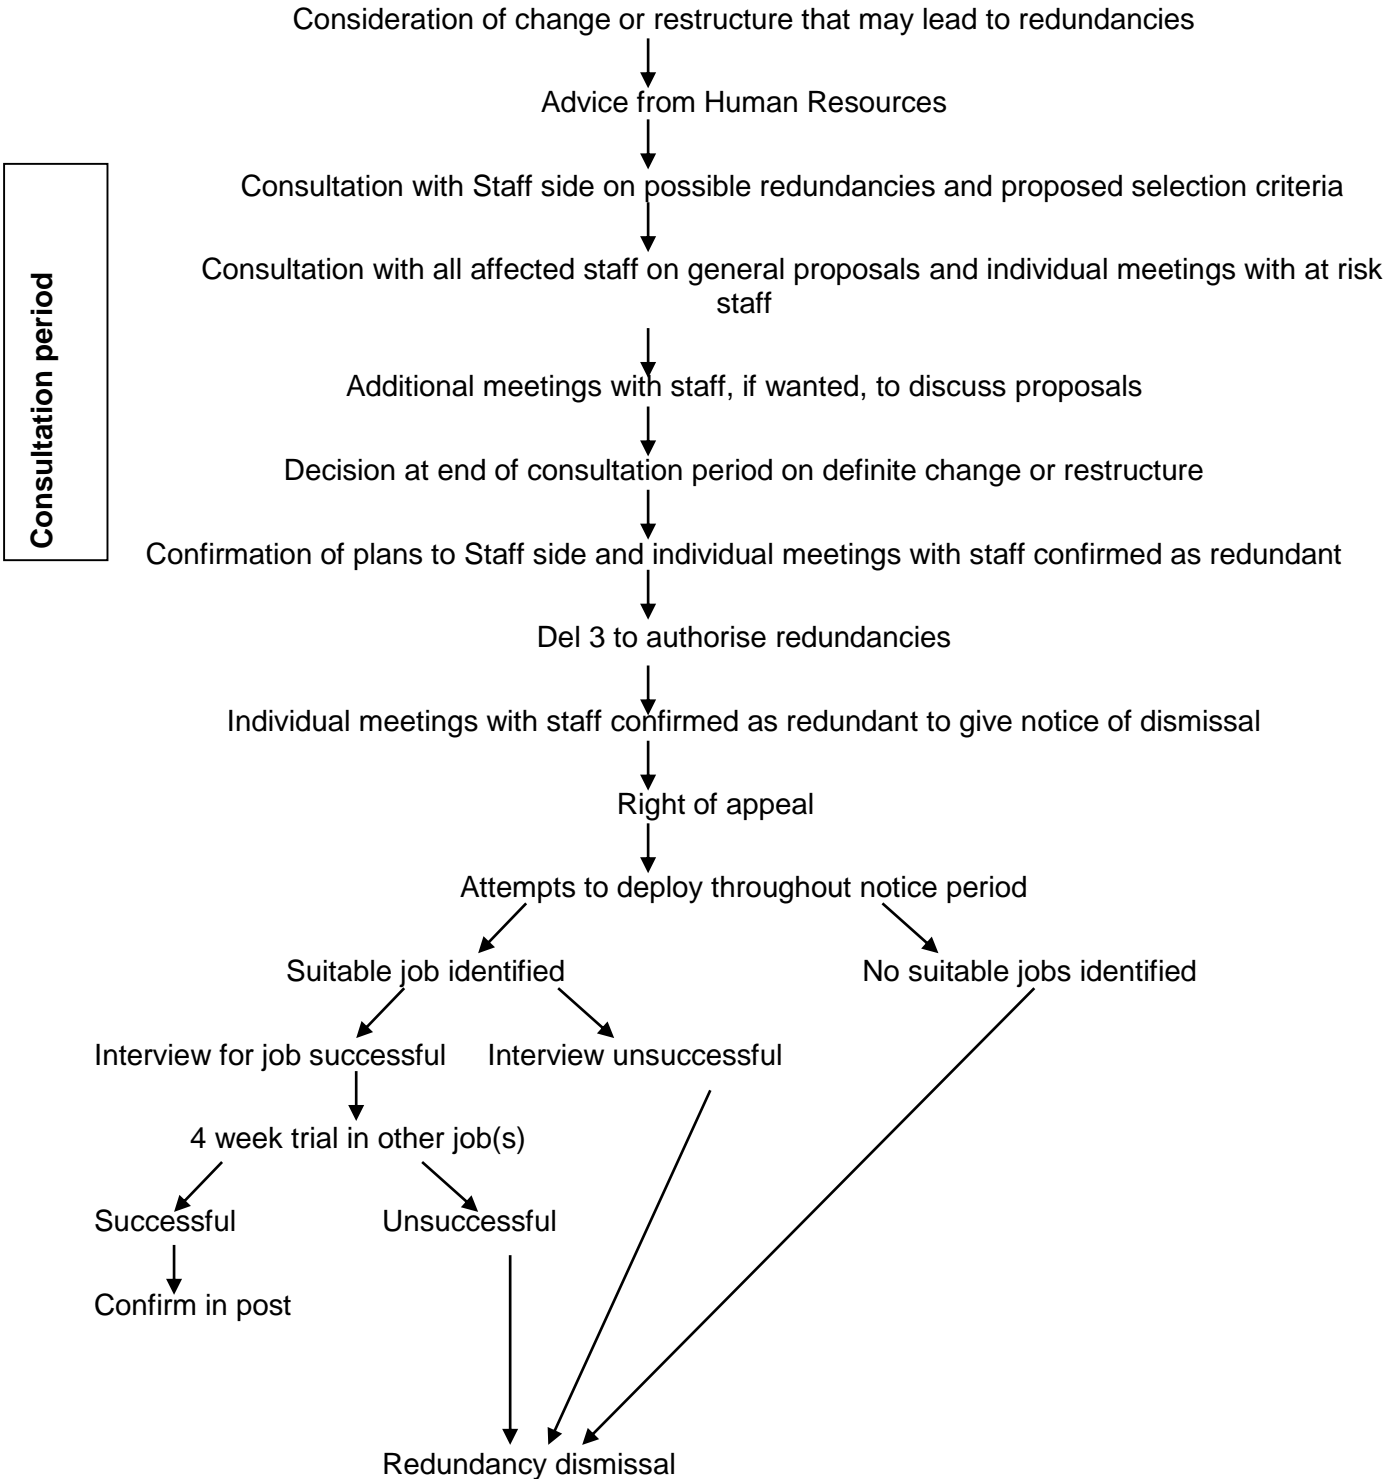 Consideration of change or restructure that may lead to redundancies
Advice from Human Resources
Consultation period
Consultation with Staff side on possible redundancies and proposed selection criteria
Consultation with all affected staff on general proposals and individual meetings with at risk
staff
Additional meetings with staff, if wanted, to discuss proposals
Decision at end of consultation period on definite change or restructure
Confirmation of plans to Staff side and individual meetings with staff confirmed as redundant
Del 3 to authorise redundancies
Individual meetings with staff confirmed as redundant to give notice of dismissal
Right of appeal
Attempts to deploy throughout notice period
Suitable job identified
No suitable jobs identified
Interview for job successful
Interview unsuccessful
4 week trial in other job(s)
Successful
Unsuccessful
Confirm in post
Redundancy dismissal